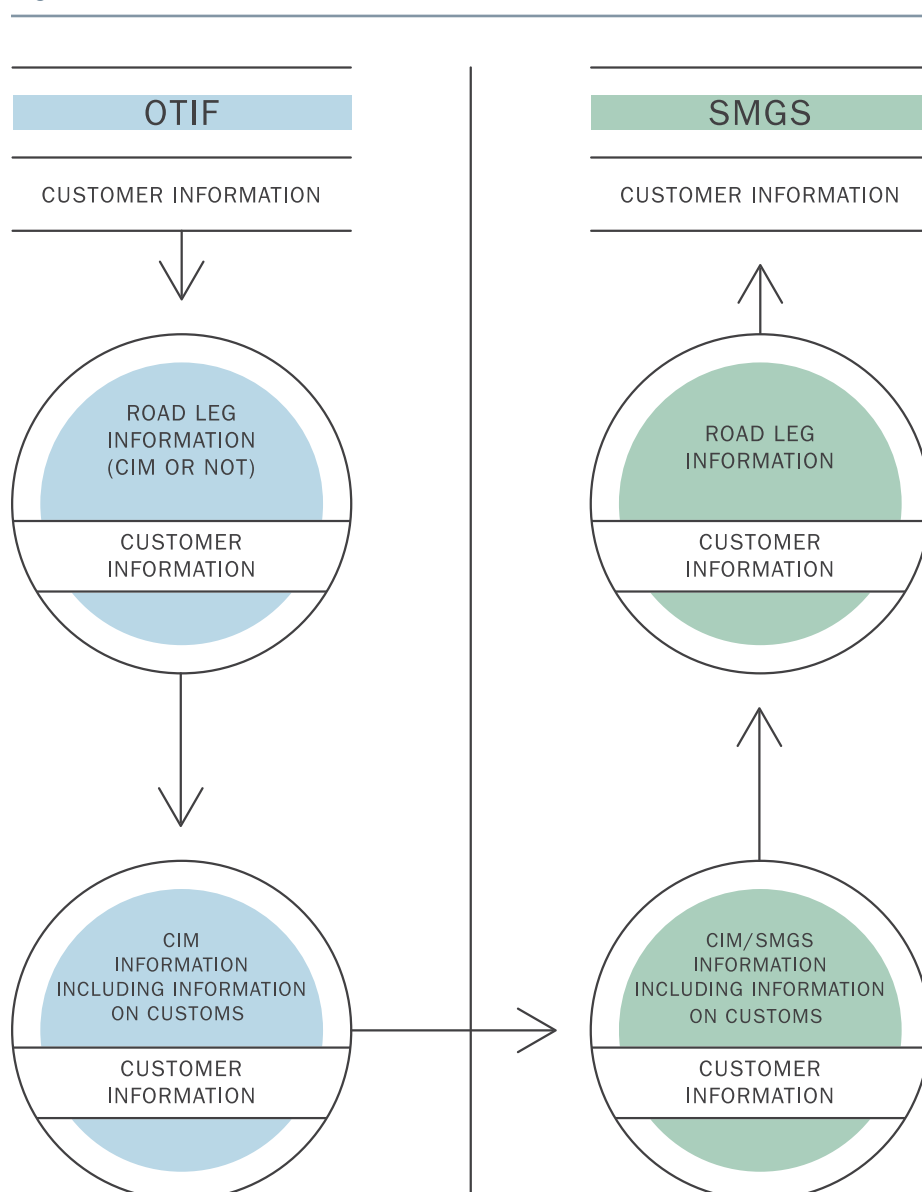 OTIF
CUSTOMER INFORMATION
ROAD LEG
INFORMATION
(CIM OR NOT)
CUSTOMER
INFORMATION
CIM
INFORMATION
INCLUDING INFORMATION
ON CUSTOMS
CUSTOMER
INFORMATION
SMGS
CUSTOMER INFORMATION
ROAD LEG
INFORMATION
CUSTOMER
INFORMATION
CIM/SMGS
INFORMATION
INCLUDING INFORMATION
ON CUSTOMS
CUSTOMER
INFORMATION